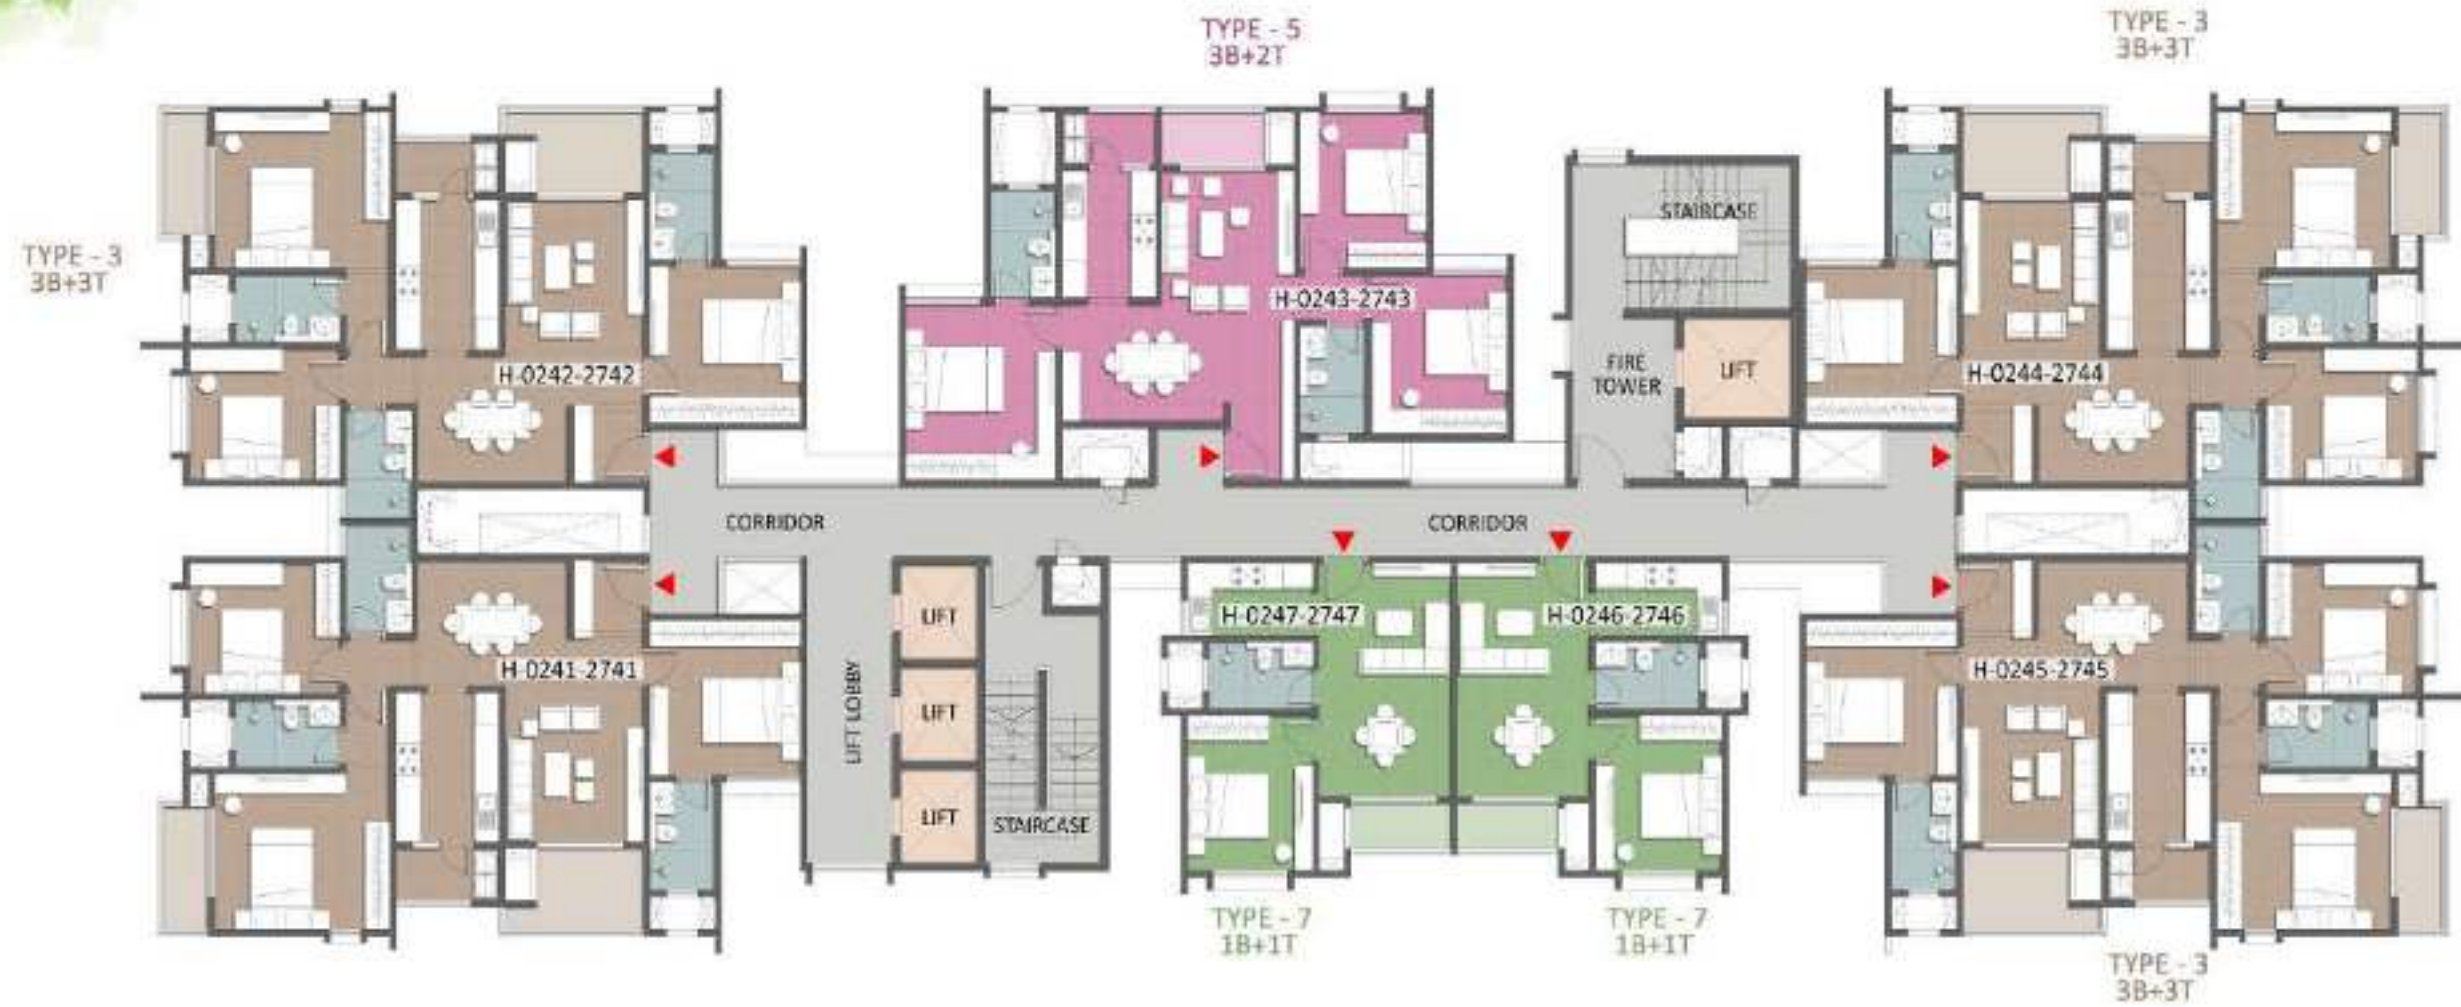 TYPE - 5
3B+2T
TYPE - 3
3B+3T
TYPE - 3
3B+3T
STAIRCASE
H-0243-2743
H-0242-2742
FIRE
TOWER
LIFT
H-0244-2744
CORRIDOR
CORRIDOR
LIFT
H-0247-2747
H-0246-2746
H-0241-2741
H-0245-2745
LIFT LOBBY
LIFT
LIFT
STAIRCASE
TYPE - 7
1B+1T
TYPE - 7
1B+1T
TYPE - 3
3B+3T